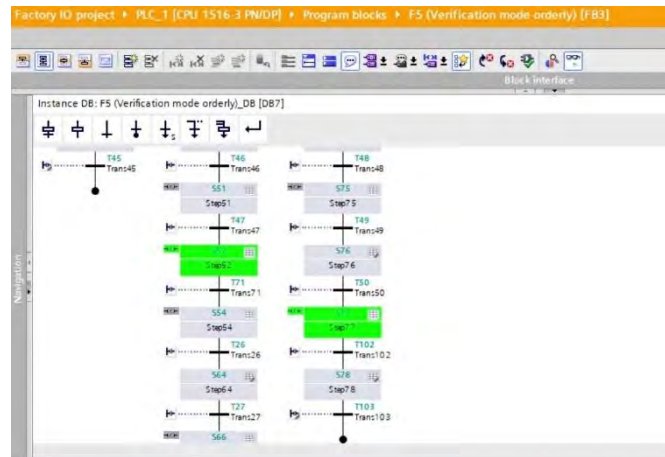 Factory IO project ▸ PLC_1 [CPU 1516-3 PN/DP] ▸ Program blocks ▸ F5 (Verification mode orderly) [FB3]
Block interface
Instance DB: F5 (Verification mode orderly)_DB [DB7]
T45
Trans45
T46
Trans46
T48
Trans48
S51
Step51
S75
Step75
T47
Trans47
T49
Trans49
Step52
S76
Step76
T71
Trans71
T50
Trans50
S54
Step54
Step77
T26
Trans26
T102
Trans102
S64
Step64
S78
Step78
T27
Trans27
T103
Trans103
S66
Navigation